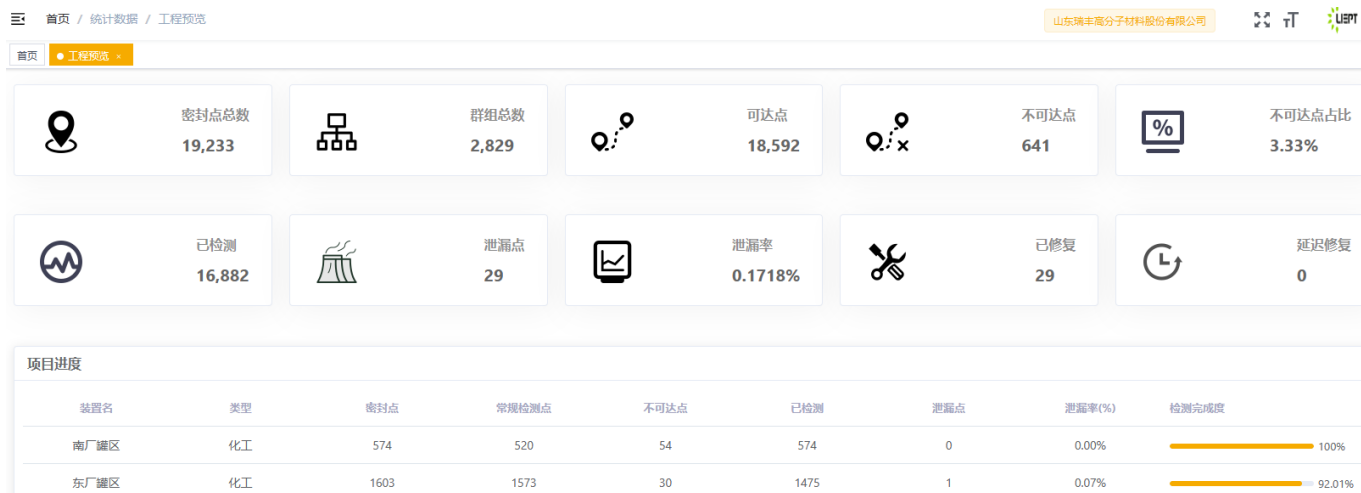 首页 / 统计数据 / 工程预览
山东瑞丰高分子材料股份有限公司
TT
LIEPT
首页
工程预览 ×
密封点总数
19,233
群组总数
2,829
可达点
18,592
不可达点
641
%
不可达点占比
3.33%
已检测
16,882
泄漏点
29
泄漏率
0.1718%
已修复
29
延迟修复
0
项目进度
装置名 类型 密封点 常规检测点 不可达点 已检测 泄漏点 泄漏率(%) 检测完成度
南厂罐区 化工 574 520 54 574 0 0.00% 100%
东厂罐区 化工 1603 1573 30 1475 1 0.07% 92.01%